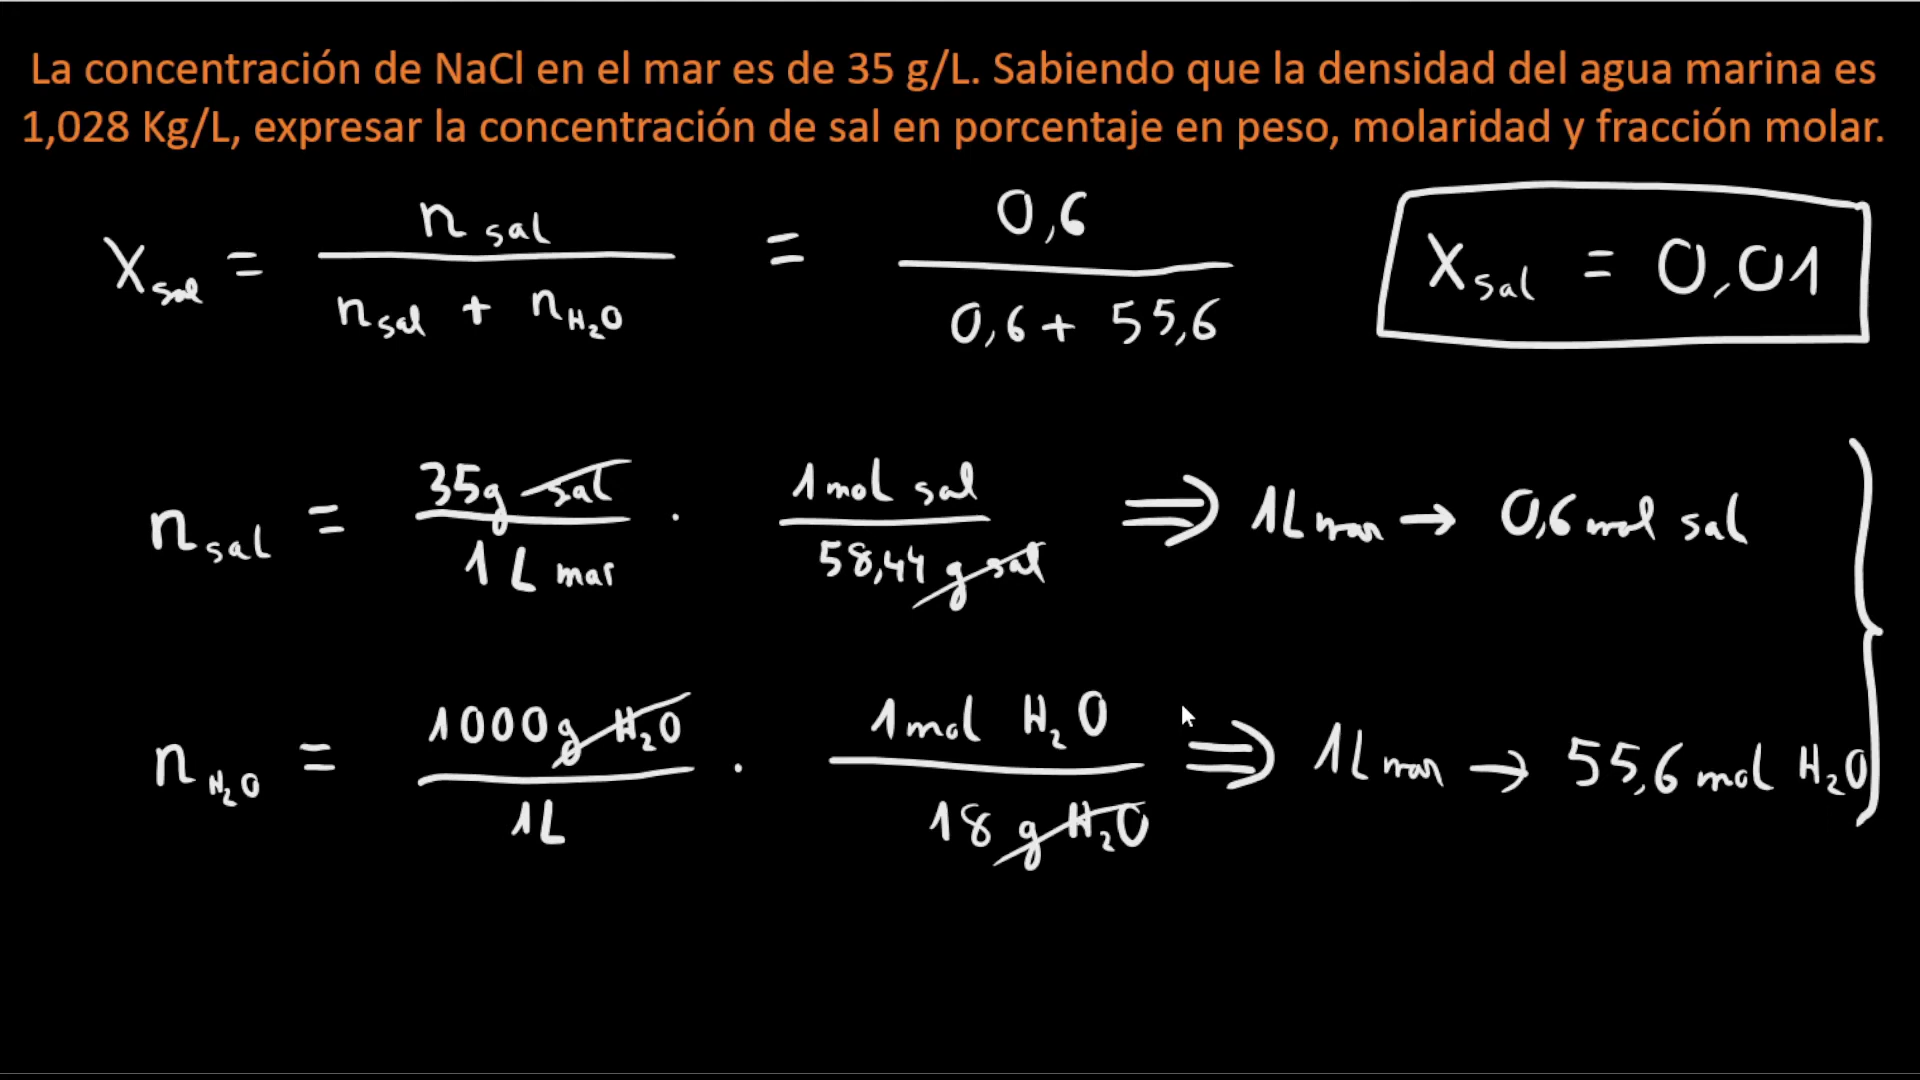 La concentración de NaCl en el mar es de 35 g/L. Sabiendo que la densidad del agua marina es
1,028 Kg/L, expresar la concentración de sal en porcentaje en peso, molaridad y fracción molar.
X sal = n sal / n sal + n H₂O = 0,6 / 0,6 + 55,6
X sal = 0,01
n sal = 35g sal / 1 L mar · 1 mol sal / 58,44 g sal ⇒ 1L mar → 0,6 mol sal
n H₂O = 1000g H₂O / 1L · 1 mol H₂O / 18 g H₂O ⇒ 1L mar → 55,6 mol H₂O